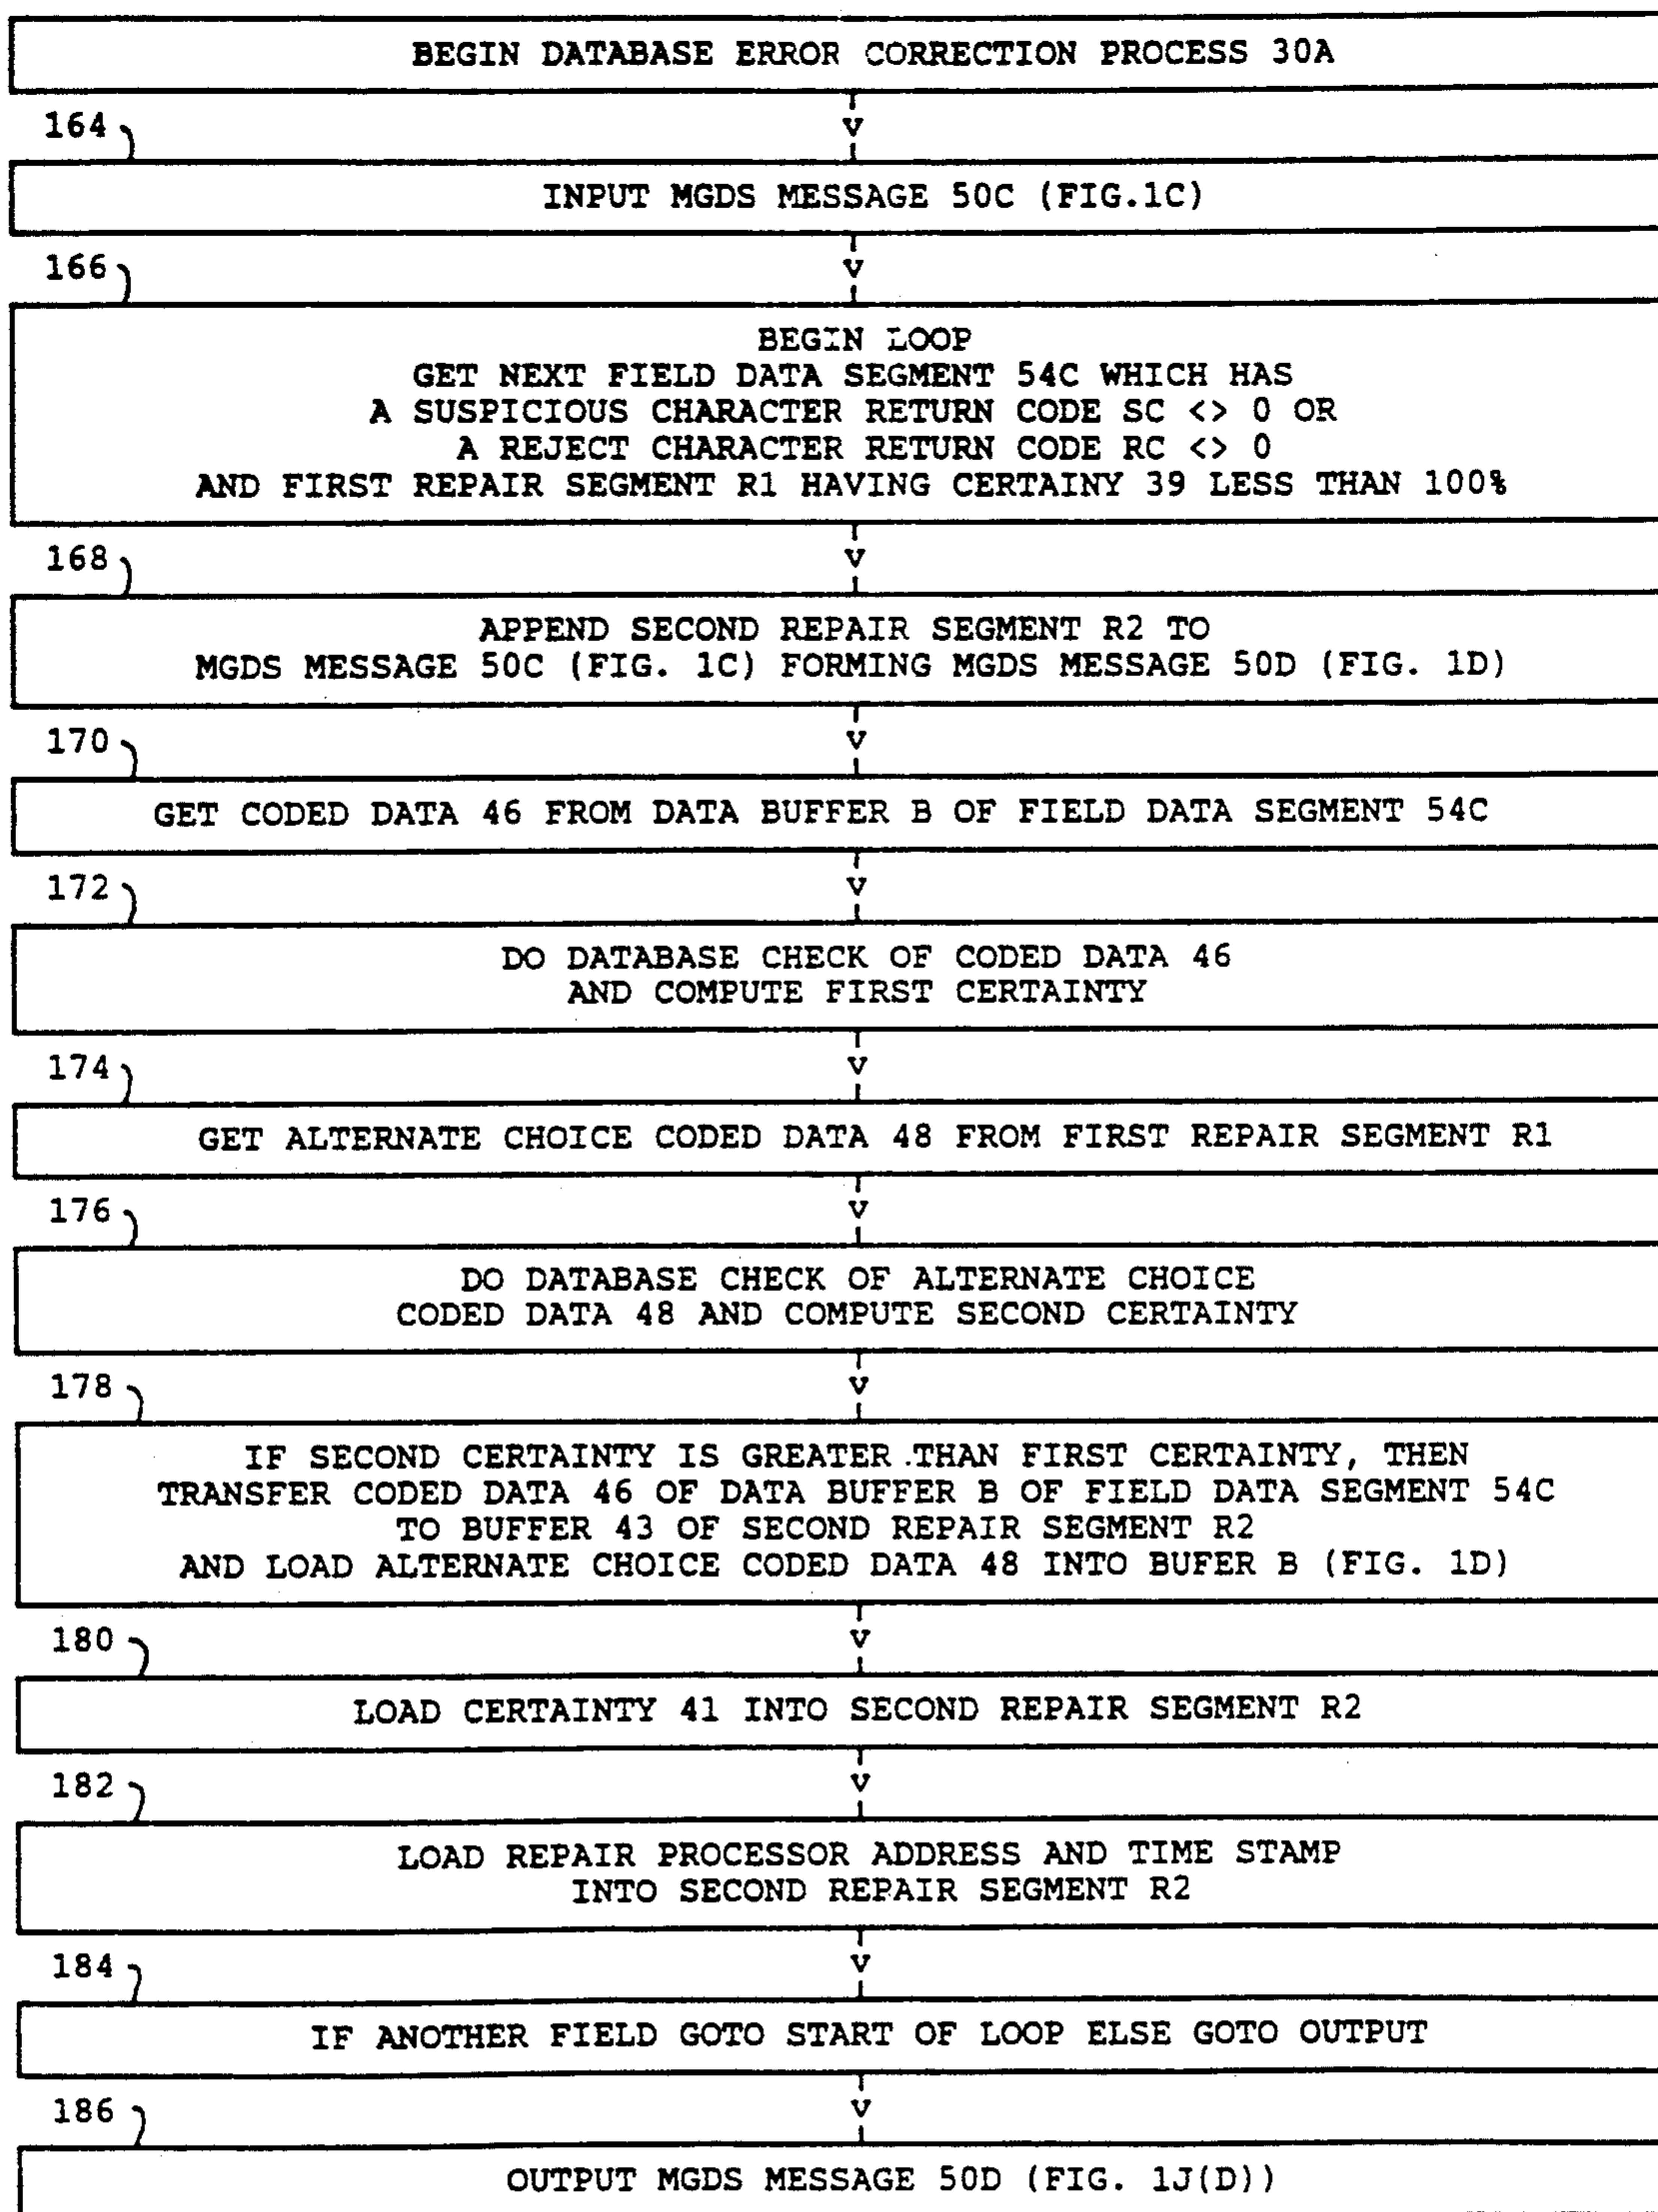 BEGIN DATABASE ERROR CORRECTION PROCESS 30A
164
INPUT MGDS MESSAGE 50C (FIG.1C)
166
BEGIN LOOP
GET NEXT FIELD DATA SEGMENT 54C WHICH HAS
A SUSPICIOUS CHARACTER RETURN CODE SC <> 0 OR
A REJECT CHARACTER RETURN CODE RC <> 0
AND FIRST REPAIR SEGMENT R1 HAVING CERTAINY 39 LESS THAN 100%
168
APPEND SECOND REPAIR SEGMENT R2 TO
MGDS MESSAGE 50C (FIG. 1C) FORMING MGDS MESSAGE 50D (FIG. 1D)
170
GET CODED DATA 46 FROM DATA BUFFER B OF FIELD DATA SEGMENT 54C
172
DO DATABASE CHECK OF CODED DATA 46
AND COMPUTE FIRST CERTAINTY
174
GET ALTERNATE CHOICE CODED DATA 48 FROM FIRST REPAIR SEGMENT R1
176
DO DATABASE CHECK OF ALTERNATE CHOICE
CODED DATA 48 AND COMPUTE SECOND CERTAINTY
178
IF SECOND CERTAINTY IS GREATER THAN FIRST CERTAINTY, THEN
TRANSFER CODED DATA 46 OF DATA BUFFER B OF FIELD DATA SEGMENT 54C
TO BUFFER 43 OF SECOND REPAIR SEGMENT R2
AND LOAD ALTERNATE CHOICE CODED DATA 48 INTO BUFER B (FIG. 1D)
180
LOAD CERTAINTY 41 INTO SECOND REPAIR SEGMENT R2
182
LOAD REPAIR PROCESSOR ADDRESS AND TIME STAMP
INTO SECOND REPAIR SEGMENT R2
184
IF ANOTHER FIELD GOTO START OF LOOP ELSE GOTO OUTPUT
186
OUTPUT MGDS MESSAGE 50D (FIG. 1J(D))